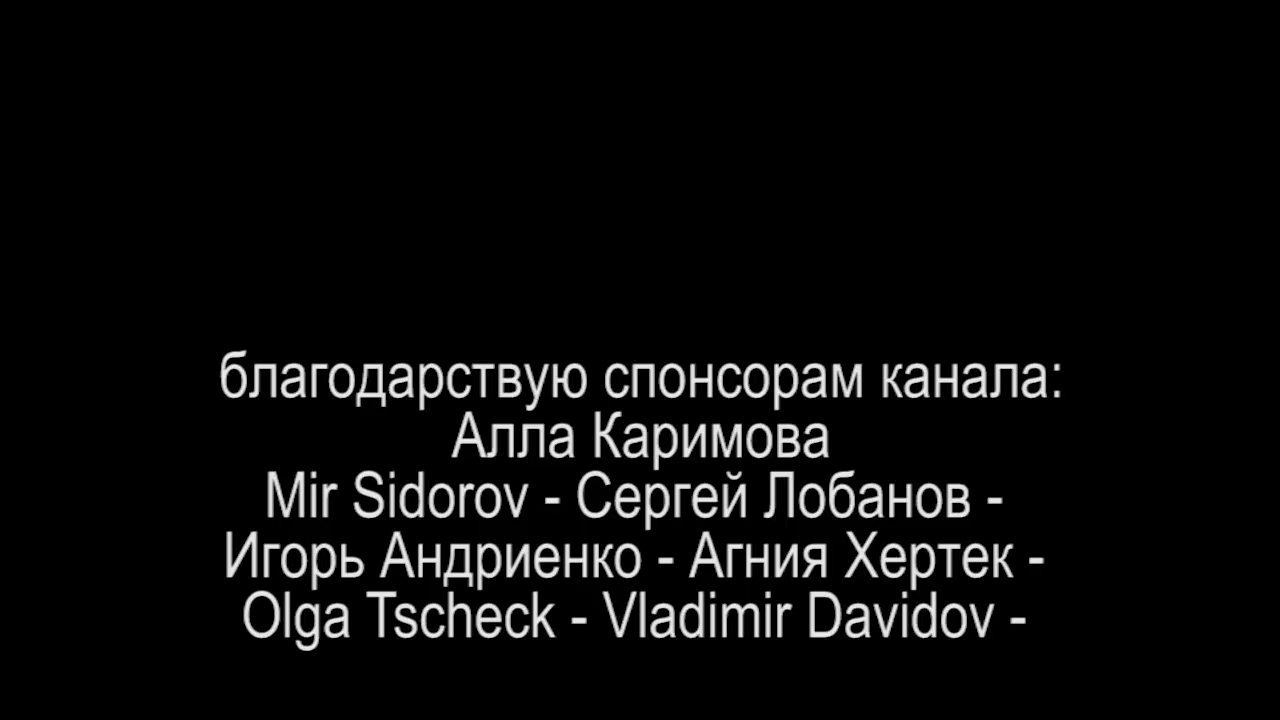 благодарствую спонсорам канала:
Алла Каримова
Mir Sidorov - Сергей Лобанов -
Игорь Андриенко - Агния Хертек -
Olga Tscheck - Vladimir Davidov -